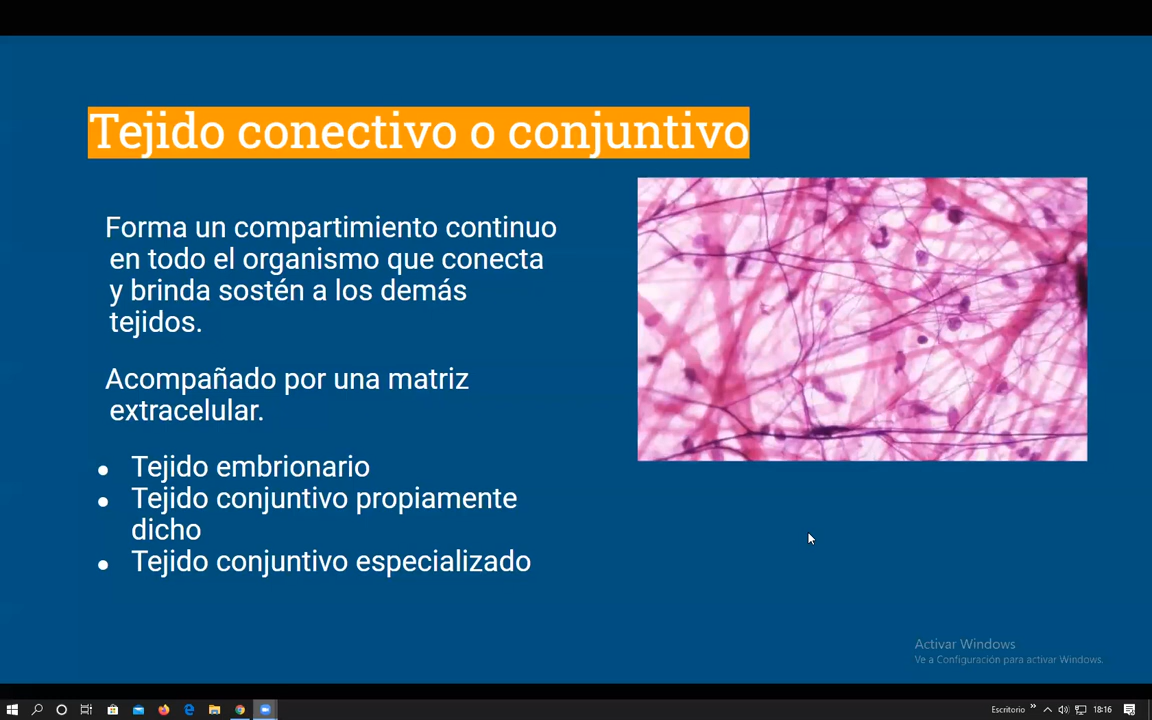 Tejido conectivo o conjuntivo
Forma un compartimiento continuo
en todo el organismo que conecta
y brinda sostén a los demás
tejidos.
Acompañado por una matriz
extracelular.
● Tejido embrionario
● Tejido conjuntivo propiamente
dicho
● Tejido conjuntivo especializado
Activar Windows
Ve a Configuración para activar Windows.
Escritorio
18:16